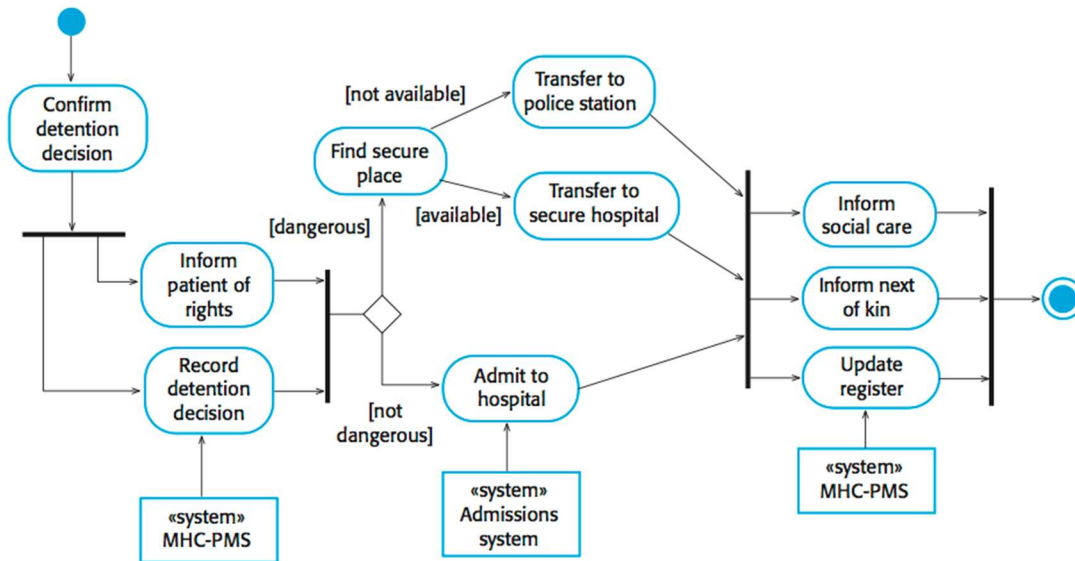 Confirm
detention
decision
Inform
patient of
rights
Record
detention
decision
«system»
MHC-PMS
[dangerous]
[not
dangerous]
Find secure
place
[not available]
[available]
Transfer to
police station
Transfer to
secure hospital
Admit to
hospital
«system»
Admissions
system
Inform
social care
Inform next
of kin
Update
register
«system»
MHC-PMS